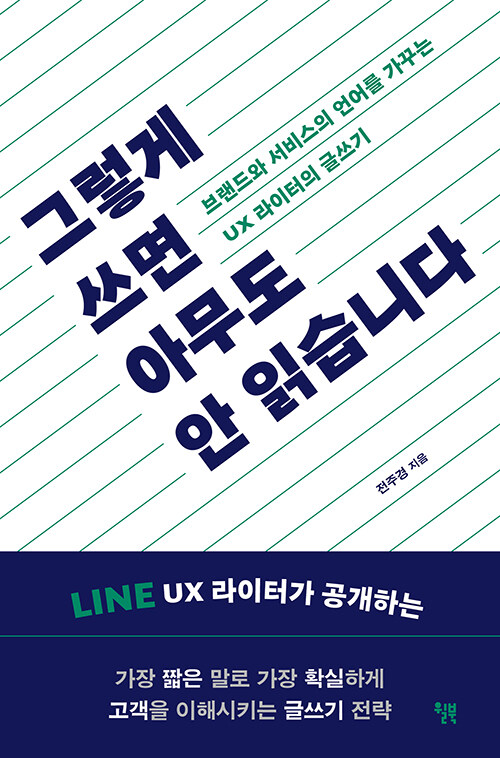 그렇게
쓰면
아무도
안 읽습니다
브랜드와 서비스의 언어를 가꾸는
UX 라이터의 글쓰기
전주경 지음
LINE UX 라이터가 공개하는
가장 짧은 말로 가장 확실하게
고객을 이해시키는 글쓰기 전략
윌북